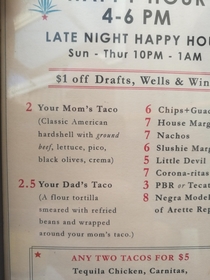 HAPPY HOUR
4-6 PM
LATE NIGHT HAPPY HOU
Sun - Thur 10PM - 1AM
$1 off Drafts, Wells & Win
2 Your Mom's Taco
(Classic American
hardshell with ground
beef, lettuce, pico,
black olives, crema)
2.5 Your Dad's Taco
(A flour tortilla
smeared with refried
beans and wrapped
around your mom's taco)
6 Chips+Guac
7 House Marg
7 Nachos
6 Slushie Marg
5 Little Devil
7 Corona-ritas
3 PBR or Tecat
8 Negra Model
of Arette Rep
ANY TWO TACOS FOR $5
Tequila Chicken, Carnitas,